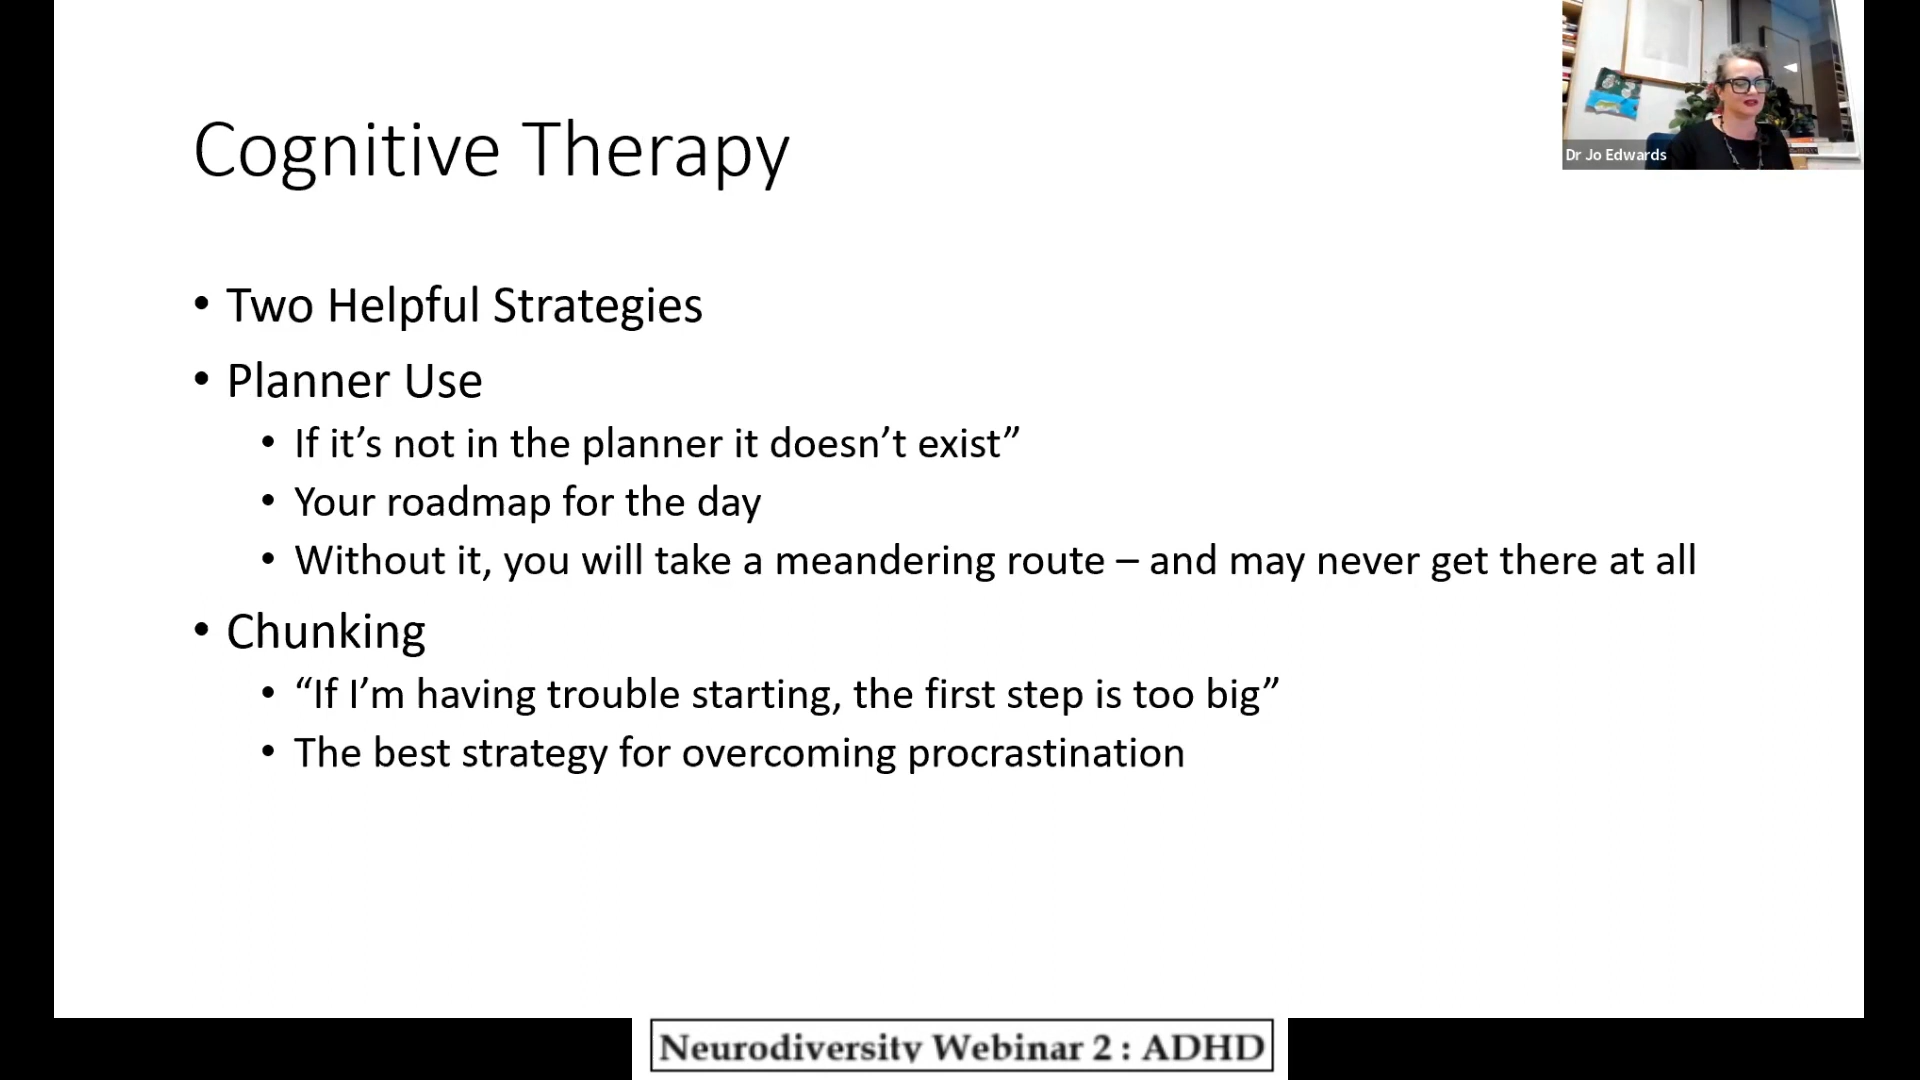 Cognitive Therapy
Dr Jo Edwards
• Two Helpful Strategies
• Planner Use
• If it’s not in the planner it doesn’t exist”
• Your roadmap for the day
• Without it, you will take a meandering route – and may never get there at all
• Chunking
• “If I’m having trouble starting, the first step is too big”
• The best strategy for overcoming procrastination
Neurodiversity Webinar 2 : ADHD